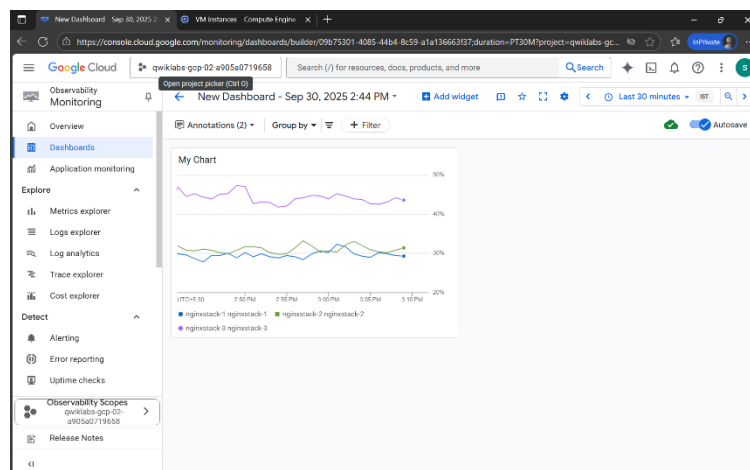 New Dashboard - Sep 30, 2025 2:
VM instances - Compute Engine
https://console.cloud.google.com/monitoring/dashboards/builder/09b75301-4085-44b4-8c59-a1a136663f37;duration=PT30M?project=qwiklabs-gc...
InPrivate
Google Cloud
qwiklabs-gcp-02-a905a0719658
Search (/) for resources, docs, products, and more
Search
S
Open project picker (Ctrl O)
Observability
Monitoring
New Dashboard - Sep 30, 2025 2:44 PM
Add widget
Last 30 minutes
IST
Overview
Annotations (2)
Group by
+ Filter
Autosave
Dashboards
Application monitoring
Explore
Metrics explorer
Logs explorer
Log analytics
Trace explorer
Cost explorer
Detect
Alerting
Error reporting
Uptime checks
Observability Scopes
qwiklabs-gcp-02-
a905a0719658
Release Notes
My Chart
50%
40%
30%
20%
UTC+5:30
2:50 PM
2:55 PM
3:00 PM
3:05 PM
3:10 PM
nginxstack-1 nginxstack-1
nginxstack-2 nginxstack-2
nginxstack-3 nginxstack-3